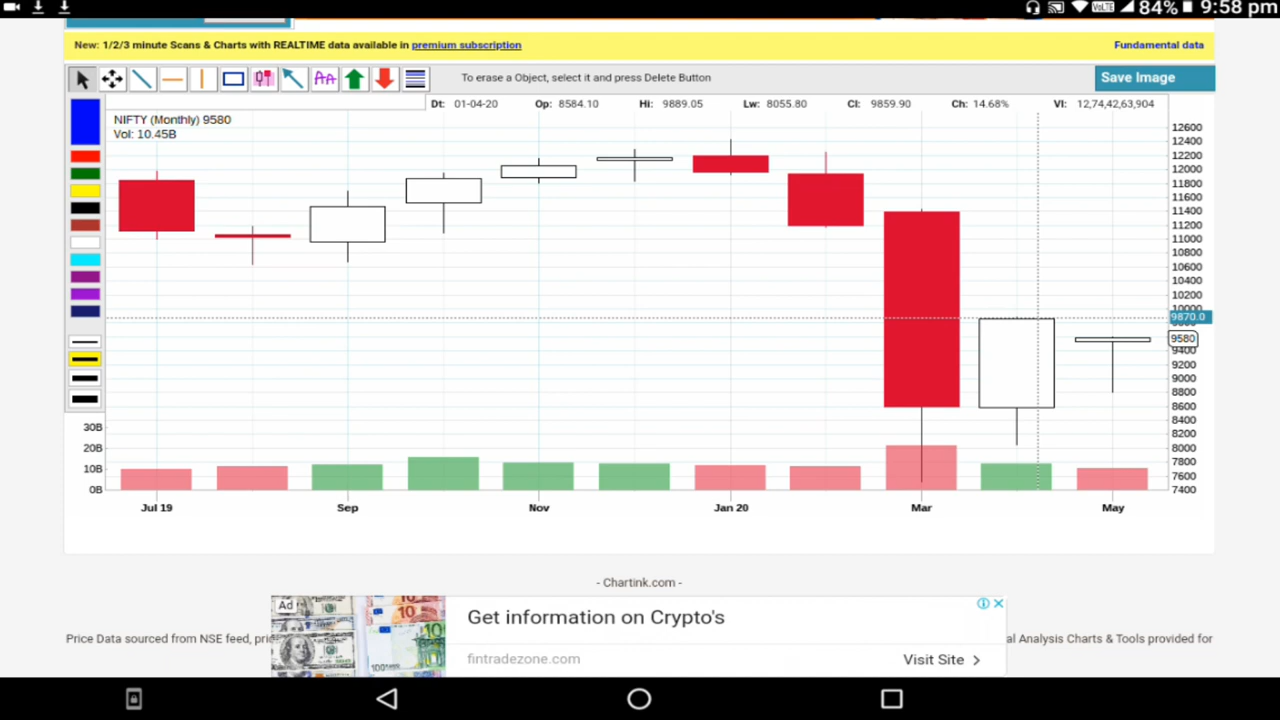 84% 9:58 pm
New: 1/2/3 minute Scans & Charts with REALTIME data available in premium subscription Fundamental data
To erase a Object, select it and press Delete Button Save Image
Dt: 01-04-20 Op: 8584.10 Hi: 9889.05 Lw: 8055.80 Cl: 9859.90 Ch: 14.68% Vl: 12,74,42,63,904
NIFTY (Monthly) 9580
Vol: 10.45B
12600
12400
12200
12000
11800
11600
11400
11200
11000
10800
10600
10400
10200
10000
9870.0
9580
9400
9200
9000
8800
8600
8400
8200
8000
7800
7600
7400
30B
20B
10B
0B
Jul 19 Sep Nov Jan 20 Mar May
- Chartink.com -
Ad
Get information on Crypto's
Price Data sourced from NSE feed, pri
al Analysis Charts & Tools provided for
fintradezone.com Visit Site